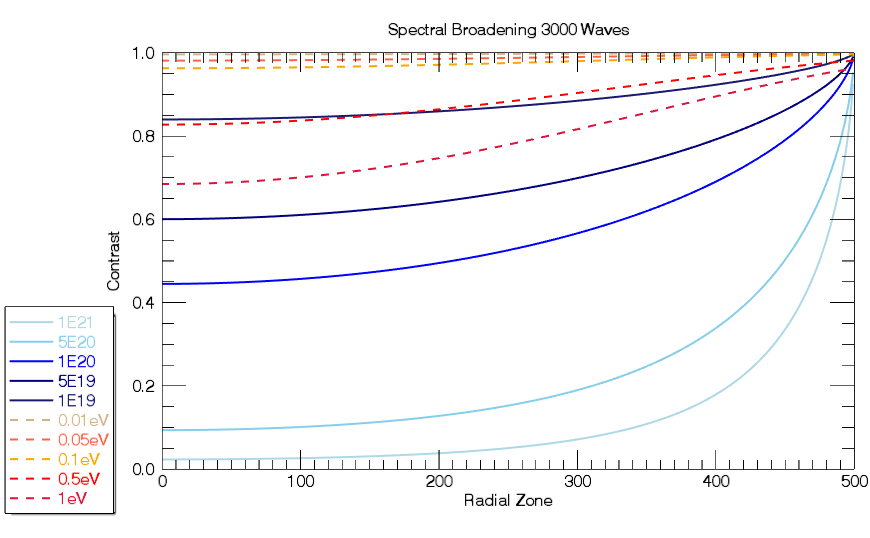 Spectral Broadening 3000 Waves
1.0
0.8
0.6
0.4
0.2
0.0
Contrast
0
100
200
300
400
500
Radial Zone
1E21
5E20
1E20
5E19
1E19
0.01eV
0.05eV
0.1eV
0.5eV
1eV